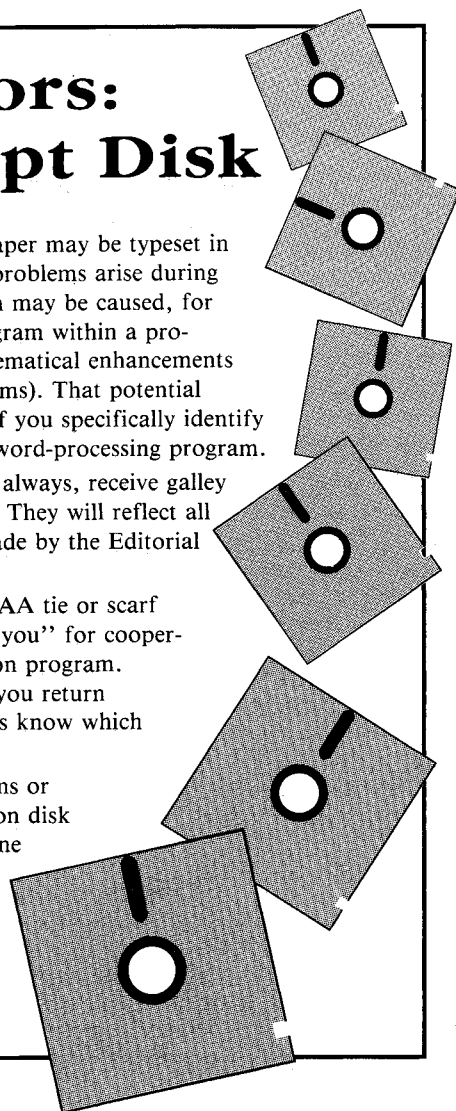 ors:
pt Disk
aper may be typeset in
problems arise during
n may be caused, for
gram within a pro-
ematical enhancements
ms). That potential
f you specifically identify
word-processing program.
always, receive galley
They will reflect all
ade by the Editorial
AA tie or scarf
you” for cooper-
on program.
you return
s know which
ns or
on disk
ne